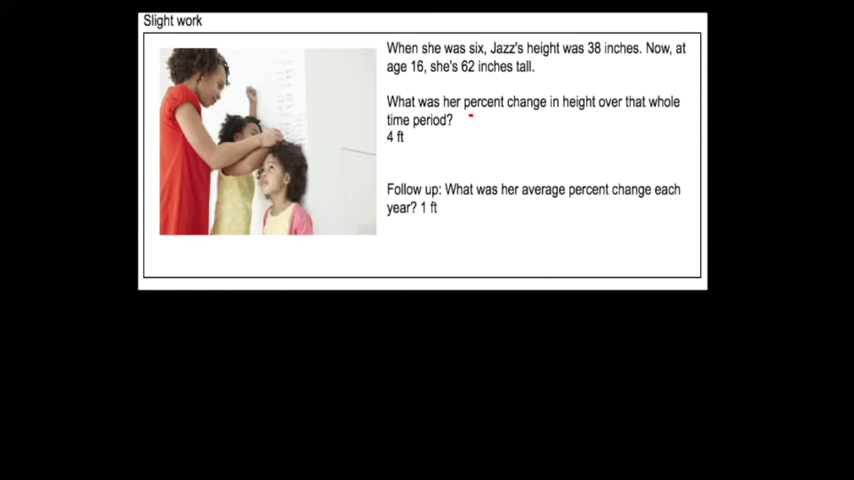 Slight work
When she was six, Jazz's height was 38 inches. Now, at
age 16, she's 62 inches tall.
What was her percent change in height over that whole
time period?
4 ft
Follow up: What was her average percent change each
year? 1 ft